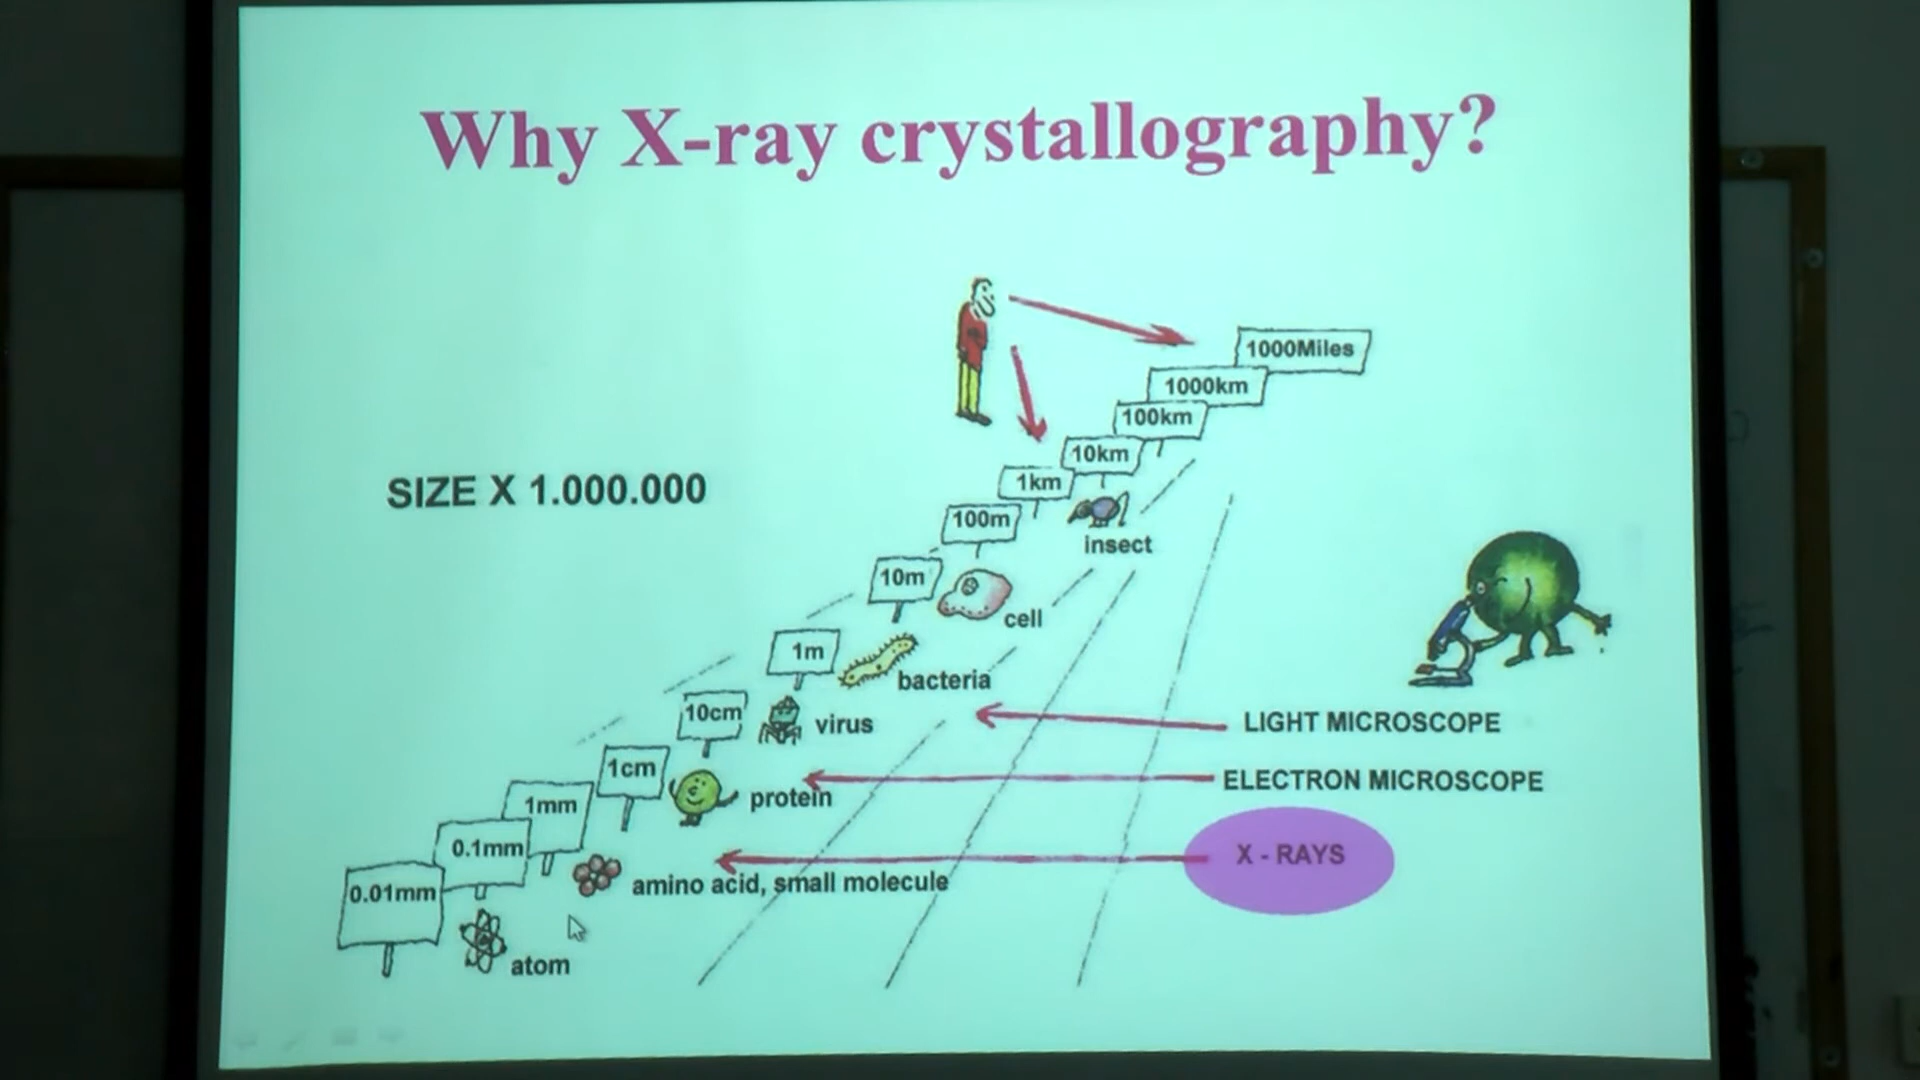 Why X-ray crystallography?
1000Miles
1000km
100km
10km
1km
SIZE X 1.000.000
100m
insect
10m
cell
1m
bacteria
10cm
virus
LIGHT MICROSCOPE
1cm
protein
ELECTRON MICROSCOPE
1mm
0.1mm
X - RAYS
amino acid, small molecule
0.01mm
atom